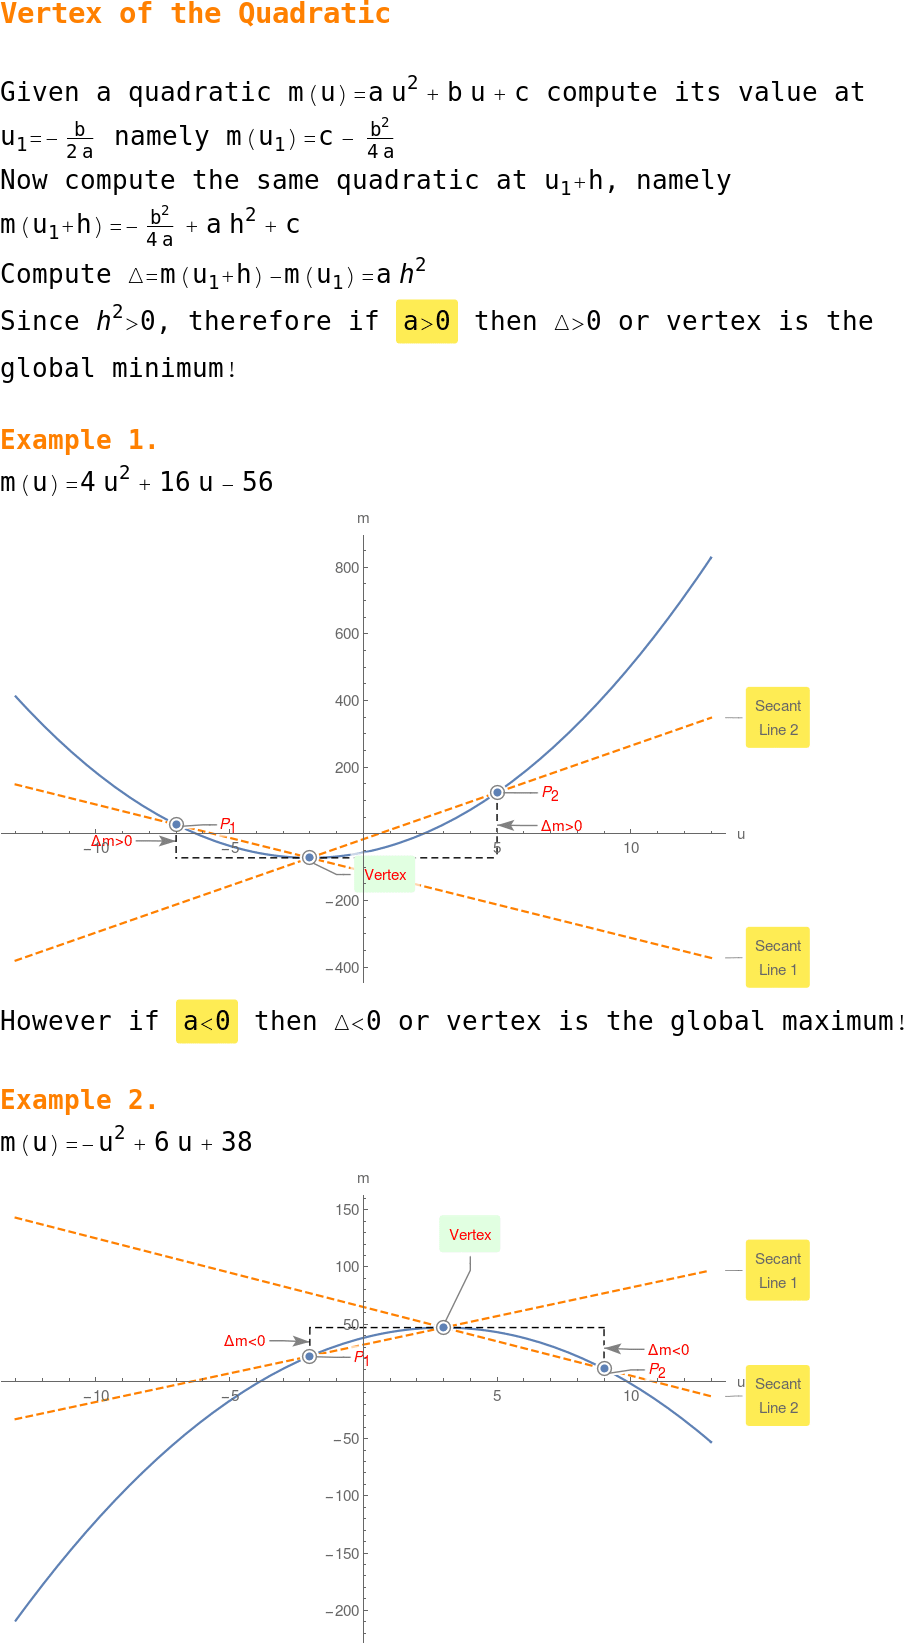 Vertex of the Quadratic
Given a quadratic m(u)=a u² + b u + c compute its value at
u₁=- b/(2 a) namely m(u₁)=c - b²/(4 a)
Now compute the same quadratic at u₁+h, namely
m(u₁+h)=- b²/(4 a) + a h² + c
Compute Δ=m(u₁+h)-m(u₁)=a h²
Since h²>0, therefore if a>0 then Δ>0 or vertex is the
global minimum!
Example 1.
m(u)=4 u² + 16 u - 56
m
800
600
400
Secant
Line 2
200
P₂
P₁
Δm>0
Δm>0
u
-10
-5
5
10
Vertex
-200
Secant
Line 1
-400
However if a<0 then Δ<0 or vertex is the global maximum!
Example 2.
m(u)=-u² + 6 u + 38
m
150
Vertex
100
Secant
Line 1
50
Δm<0
Δm<0
P₁
P₂
u
-10
-5
5
10
Secant
Line 2
-50
-100
-150
-200